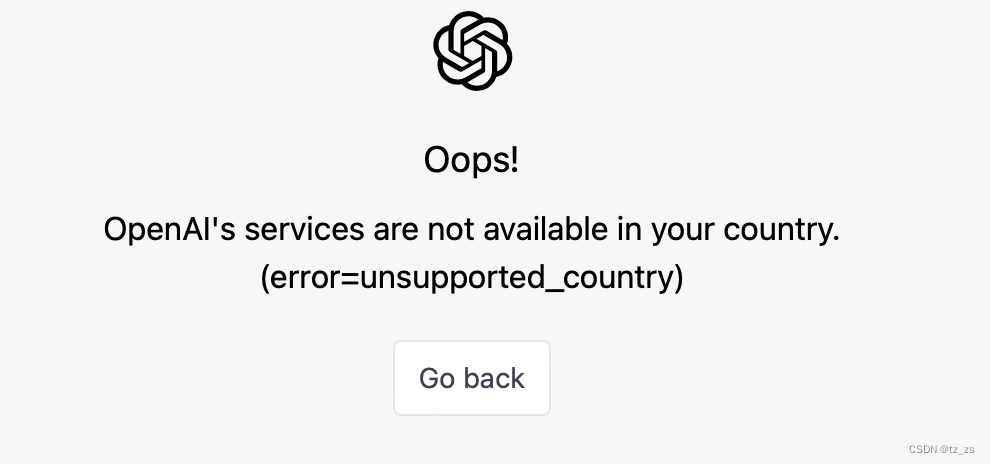 Oops!
OpenAI's services are not available in your country.
(error=unsupported_country)
Go back
CSDN @tz_zs